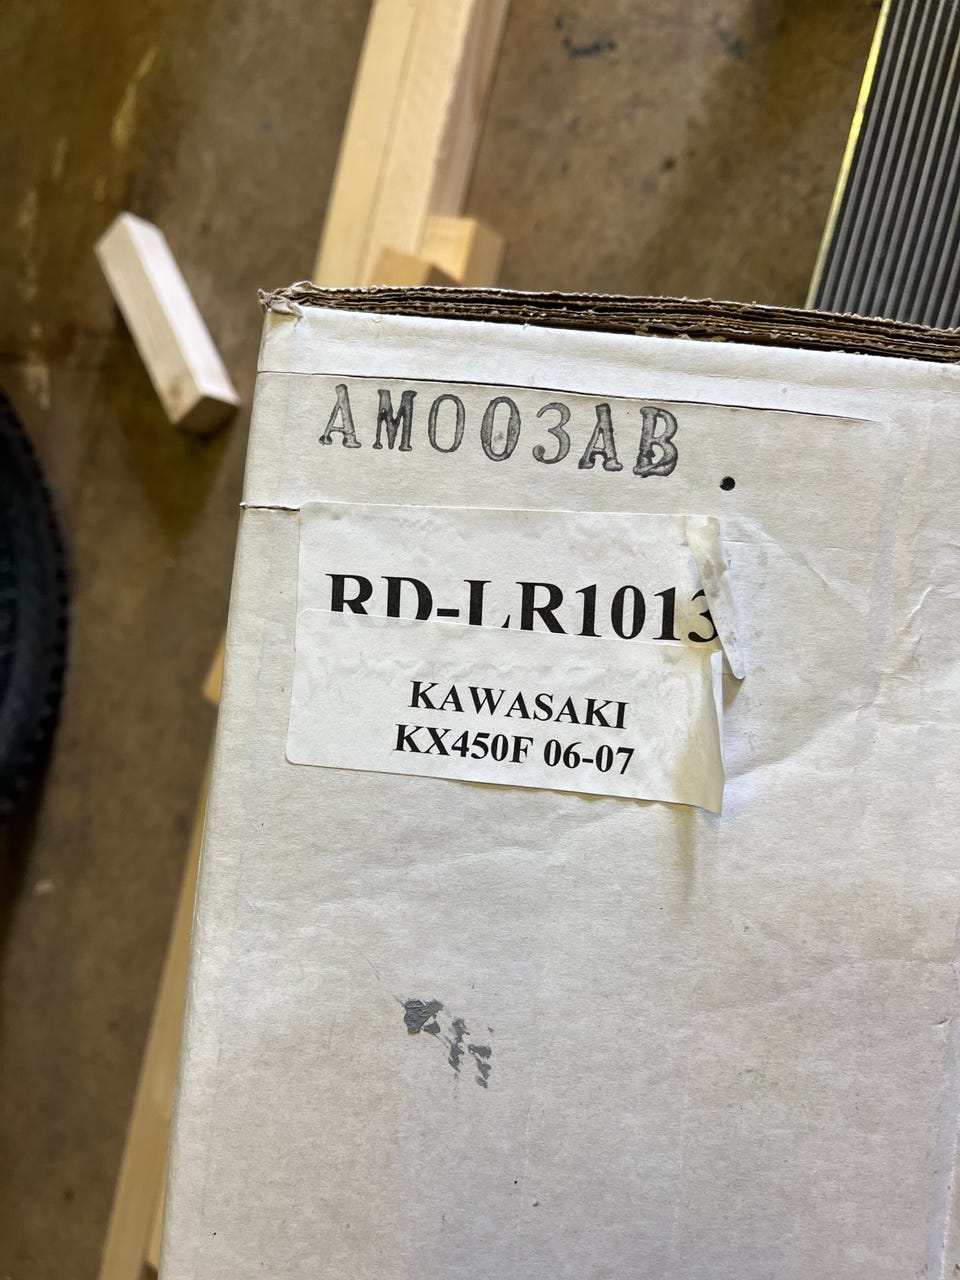 AM003AB
RD-LR1013
KAWASAKI
KX450F 06-07